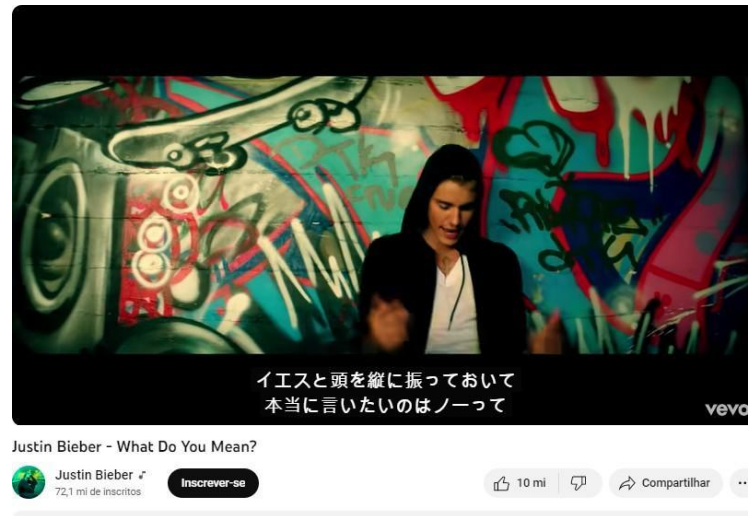 イエスと頭を縦に振っておいて
本当に言いたいのはノーって
vevo
Justin Bieber - What Do You Mean?
Justin Bieber
72,1 mi de inscritos
Inscrever-se
10 mi
Compartilhar